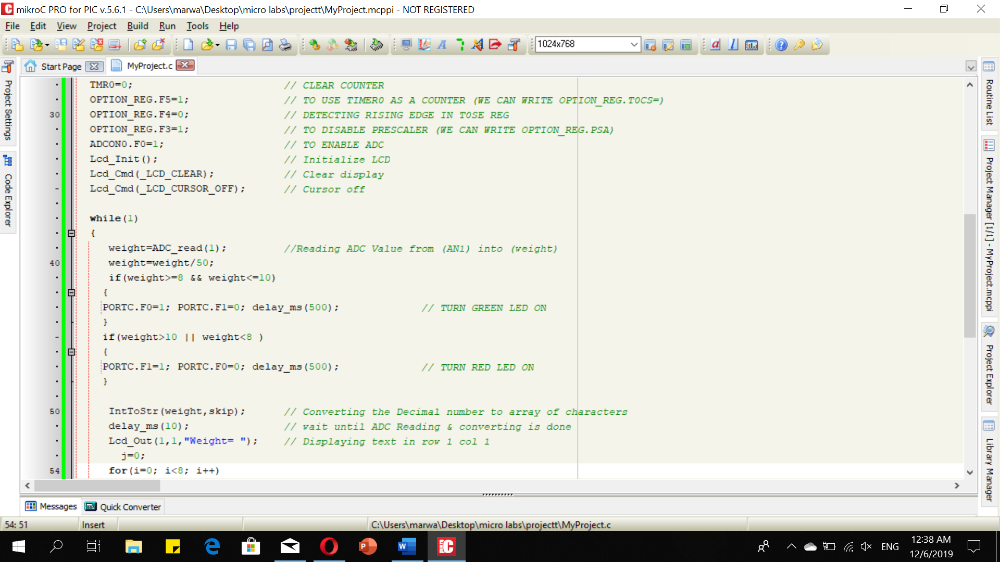 mikroC PRO for PIC v.5.6.1 - C:\Users\marwa\Desktop\micro labs\projectt\MyProject.mcppi - NOT REGISTERED
File Edit View Project Build Run Tools Help
1024x768
Start Page MyProject.c
Project Settings
Code Explorer
TMR0=0; // CLEAR COUNTER
OPTION_REG.F5=1; // TO USE TIMER0 AS A COUNTER (WE CAN WRITE OPTION_REG.T0CS=)
30 OPTION_REG.F4=0; // DETECTING RISING EDGE IN T0SE REG
OPTION_REG.F3=1; // TO DISABLE PRESCALER (WE CAN WRITE OPTION_REG.PSA)
ADCON0.F0=1; // TO ENABLE ADC
Lcd_Init(); // Initialize LCD
Lcd_Cmd(_LCD_CLEAR); // Clear display
Lcd_Cmd(_LCD_CURSOR_OFF); // Cursor off
while(1)
{
weight=ADC_read(1); //Reading ADC Value from (AN1) into (weight)
40 weight=weight/50;
if(weight>=8 && weight<=10)
{
PORTC.F0=1; PORTC.F1=0; delay_ms(500); // TURN GREEN LED ON
}
if(weight>10 || weight<8 )
{
PORTC.F1=1; PORTC.F0=0; delay_ms(500); // TURN RED LED ON
}
50 IntToStr(weight,skip); // Converting the Decimal number to array of characters
delay_ms(10); // wait until ADC Reading & converting is done
Lcd_Out(1,1,"Weight= "); // Displaying text in row 1 col 1
j=0;
54 for(i=0; i<8; i++)
Routine List
Project Manager [1/1] - MyProject.mcppi
Project Explorer
Library Manager
Messages Quick Converter
54: 51 Insert C:\Users\marwa\Desktop\micro labs\projectt\MyProject.c
ENG
12:38 AM
12/6/2019